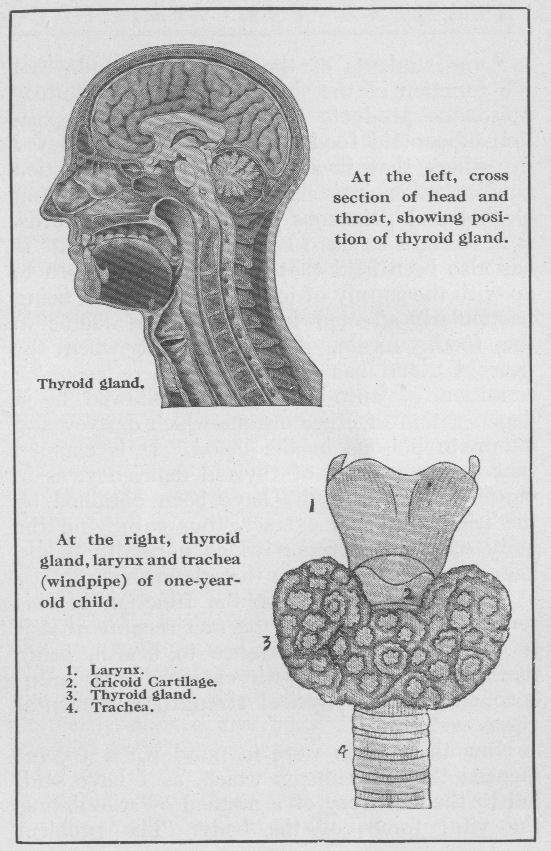 At the left, cross
section of head and
throat, showing posi-
tion of thyroid gland.
Thyroid gland.
1
2
3
4
At the right, thyroid
gland, larynx and trachea
(windpipe) of one-year-
old child.
1. Larynx.
2. Cricoid Cartilage.
3. Thyroid gland.
4. Trachea.